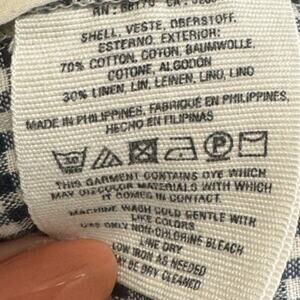 SHELL, VESTE, OBERSTOFF,
ESTERNO, EXTERIOR:
70% COTTON, COTON, BAUMWOLLE,
COTONE, ALGODÓN
30% LINEN, LIN, LEINEN, LINO, LINO
MADE IN PHILIPPINES, FABRIQUÉ EN PHILIPPINES,
HECHO EN FILIPINAS
THIS GARMENT CONTAINS DYE WHICH
MAY DISCOLOR MATERIALS WITH WHICH
IT COMES IN CONTACT.
MACHINE WASH COLD GENTLE WITH
LIKE COLORS
USE ONLY NON-CHLORINE BLEACH
LINE DRY
LOW IRON AS NEEDED
MAY BE DRY CLEANED